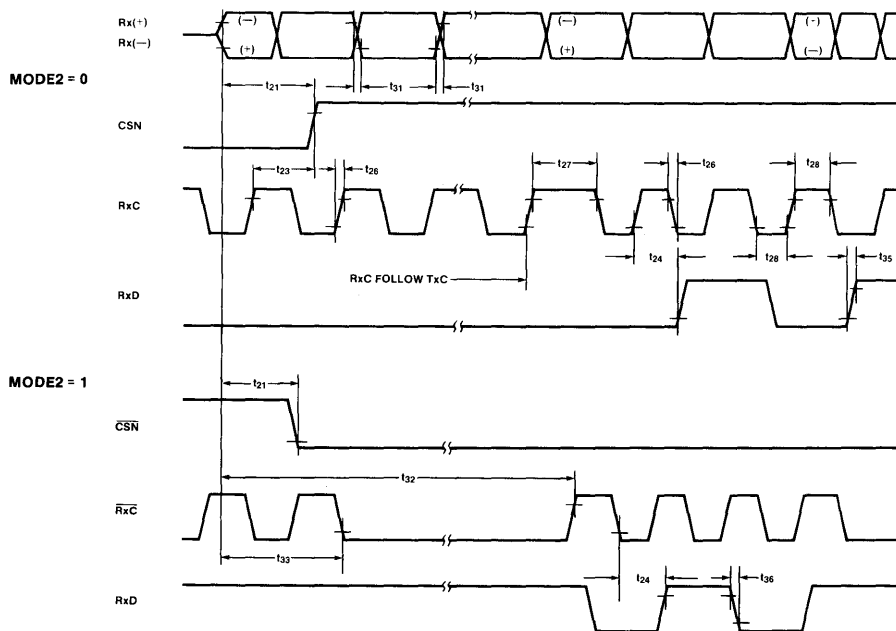 Rx(+)
Rx(—)
(—) (—) (-)
(+) (+) (—)
MODE2 = 0
t21 t31 t31
CSN
t23 t26 t27 t26 t28
RxC
t24 t28 t35
RxC FOLLOW TxC
RxD
MODE2 = 1
t21
CSN
t32
RxC
t33
t24 t36
RxD